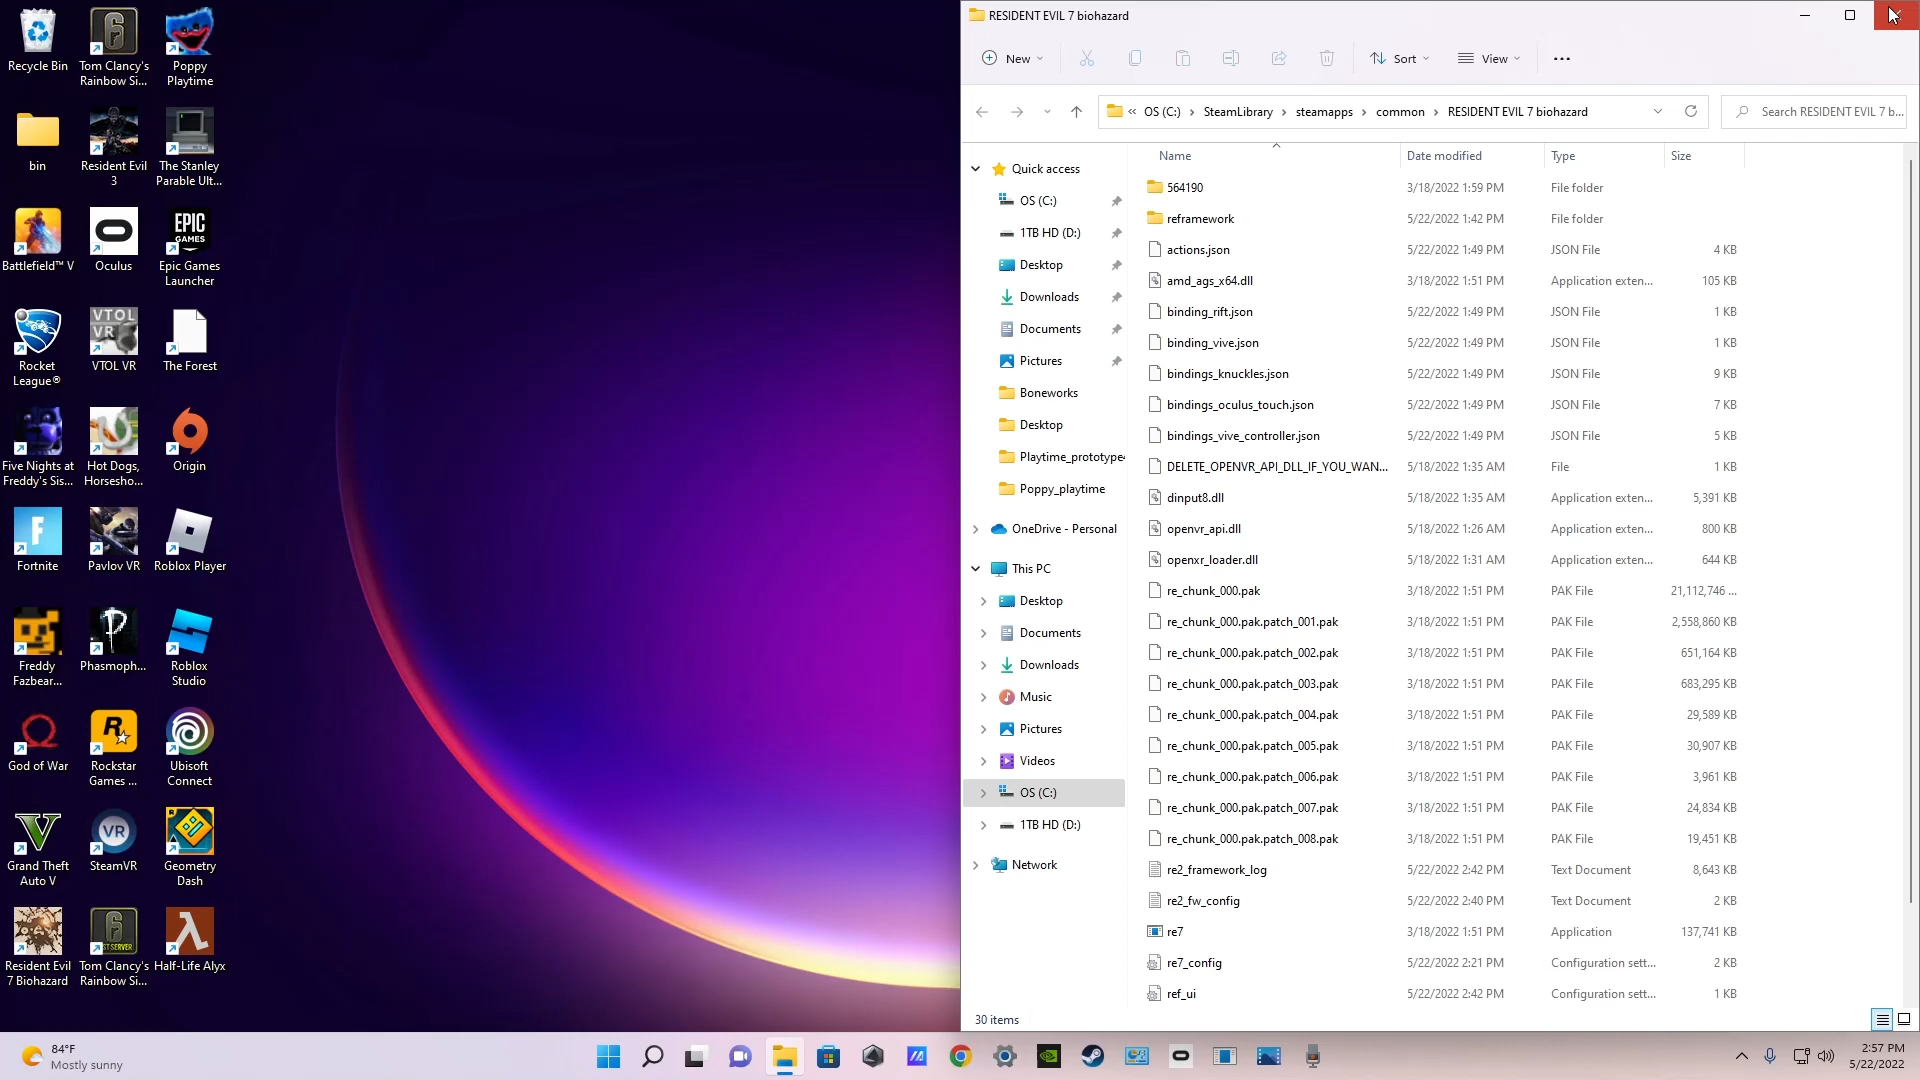 Recycle Bin
Tom Clancy's
Rainbow Si...
Poppy
Playtime
bin
Resident Evil
3
The Stanley
Parable Ult...
Battlefield™ V
Oculus
EPIC
GAMES
Epic Games
Launcher
Rocket
League®
VTOL
VR
VTOL VR
The Forest
Five Nights at
Freddy's Sis...
Hot Dogs,
Horsesho...
Origin
Fortnite
Pavlov VR
Roblox Player
Freddy
Fazbear...
Phasmoph...
Roblox
Studio
God of War
Rockstar
Games ...
Ubisoft
Connect
Grand Theft
Auto V
VR
SteamVR
Geometry
Dash
Resident Evil
7 Biohazard
Tom Clancy's
Rainbow Si...
Half-Life Alyx
RESIDENT EVIL 7 biohazard
New
Sort
View
« OS (C:) › SteamLibrary › steamapps › common › RESIDENT EVIL 7 biohazard
Search RESIDENT EVIL 7 b...
Quick access
OS (C:)
1TB HD (D:)
Desktop
Downloads
Documents
Pictures
Boneworks
Desktop
Playtime_prototype
Poppy_playtime
OneDrive - Personal
This PC
Desktop
Documents
Downloads
Music
Pictures
Videos
OS (C:)
1TB HD (D:)
Network
Name Date modified Type Size
564190 3/18/2022 1:59 PM File folder
reframework 5/22/2022 1:42 PM File folder
actions.json 5/22/2022 1:49 PM JSON File 4 KB
amd_ags_x64.dll 3/18/2022 1:51 PM Application exten... 105 KB
binding_rift.json 5/22/2022 1:49 PM JSON File 1 KB
binding_vive.json 5/22/2022 1:49 PM JSON File 1 KB
bindings_knuckles.json 5/22/2022 1:49 PM JSON File 9 KB
bindings_oculus_touch.json 5/22/2022 1:49 PM JSON File 7 KB
bindings_vive_controller.json 5/22/2022 1:49 PM JSON File 5 KB
DELETE_OPENVR_API_DLL_IF_YOU_WAN... 5/18/2022 1:35 AM File 1 KB
dinput8.dll 5/18/2022 1:35 AM Application exten... 5,391 KB
openvr_api.dll 5/18/2022 1:26 AM Application exten... 800 KB
openxr_loader.dll 5/18/2022 1:31 AM Application exten... 644 KB
re_chunk_000.pak 3/18/2022 1:51 PM PAK File 21,112,746 ...
re_chunk_000.pak.patch_001.pak 3/18/2022 1:51 PM PAK File 2,558,860 KB
re_chunk_000.pak.patch_002.pak 3/18/2022 1:51 PM PAK File 651,164 KB
re_chunk_000.pak.patch_003.pak 3/18/2022 1:51 PM PAK File 683,295 KB
re_chunk_000.pak.patch_004.pak 3/18/2022 1:51 PM PAK File 29,589 KB
re_chunk_000.pak.patch_005.pak 3/18/2022 1:51 PM PAK File 30,907 KB
re_chunk_000.pak.patch_006.pak 3/18/2022 1:51 PM PAK File 3,961 KB
re_chunk_000.pak.patch_007.pak 3/18/2022 1:51 PM PAK File 24,834 KB
re_chunk_000.pak.patch_008.pak 3/18/2022 1:51 PM PAK File 19,451 KB
re2_framework_log 5/22/2022 2:42 PM Text Document 8,643 KB
re2_fw_config 5/22/2022 2:40 PM Text Document 2 KB
re7 3/18/2022 1:51 PM Application 137,741 KB
re7_config 5/22/2022 2:21 PM Configuration sett... 2 KB
ref_ui 5/22/2022 2:42 PM Configuration sett... 1 KB
30 items
84°F
Mostly sunny
2:57 PM
5/22/2022